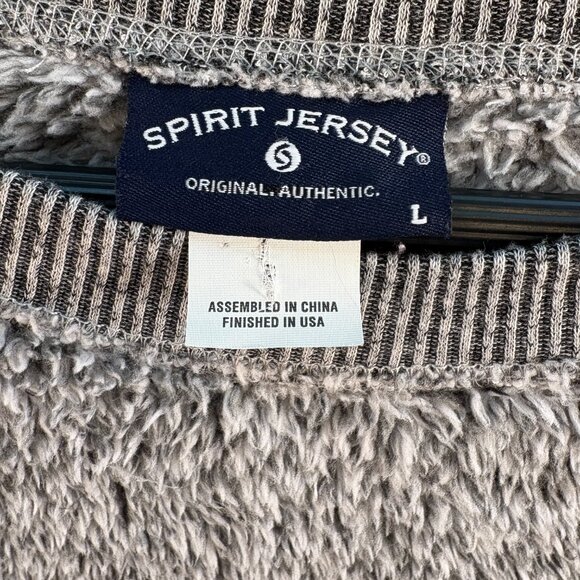 SPIRIT JERSEY®
ORIGINAL. AUTHENTIC.
L
ASSEMBLED IN CHINA
FINISHED IN USA